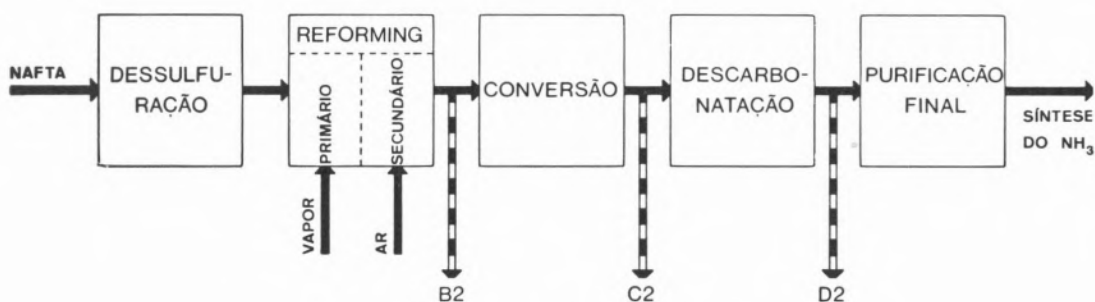 NAFTA
DESSULFU-
RAÇÃO
REFORMING
PRIMÁRIO
SECUNDÁRIO
VAPOR
AR
CONVERSÃO
DESCARBO-
NATAÇÃO
PURIFICAÇÃO
FINAL
SÍNTESE
DO NH₃
B2
C2
D2